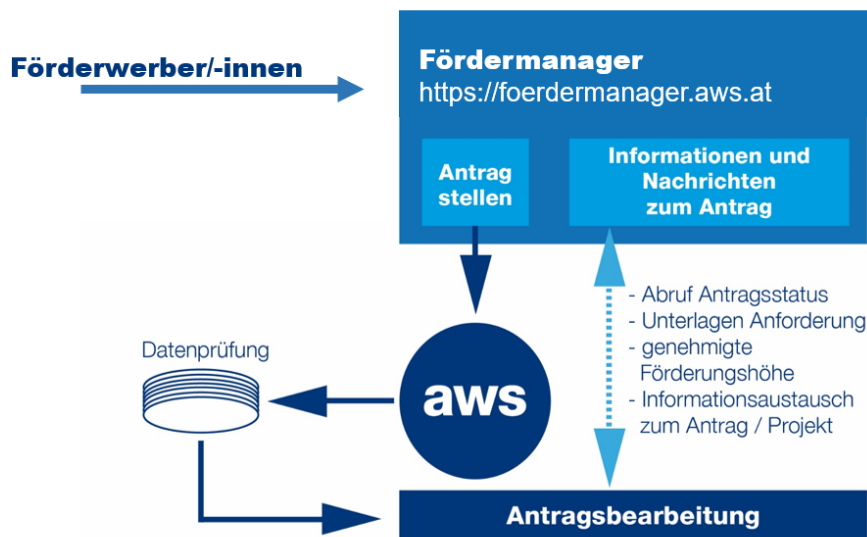 Förderwerber/-innen
Fördermanager
https://foerdermanager.aws.at
Antrag
stellen
Informationen und
Nachrichten
zum Antrag
- Abruf Antragsstatus
- Unterlagen Anforderung
- genehmigte
Förderungshöhe
- Informationsaustausch
zum Antrag / Projekt
Datenprüfung
aws
Antragsbearbeitung